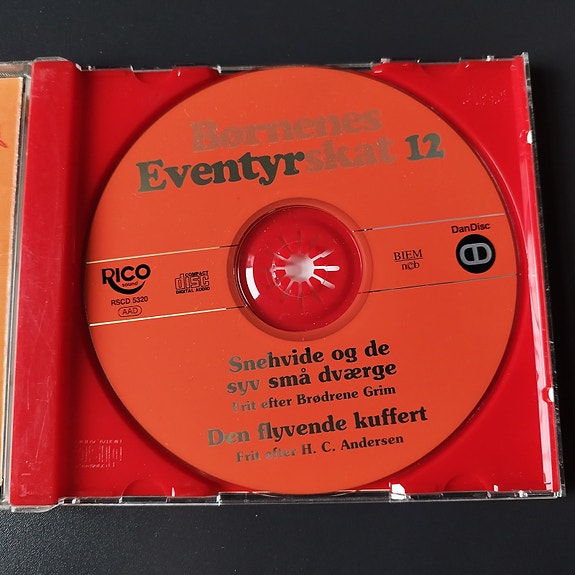 Børnenes
Eventyrskat 12
DanDisc
BIEM
n©b
RICO
sound
RSCD 5320
AAD
COMPACT
disc
DIGITAL AUDIO
Snehvide og de
syv små dværge
Frit efter Brødrene Grim
Den flyvende kuffert
Frit efter H. C. Andersen